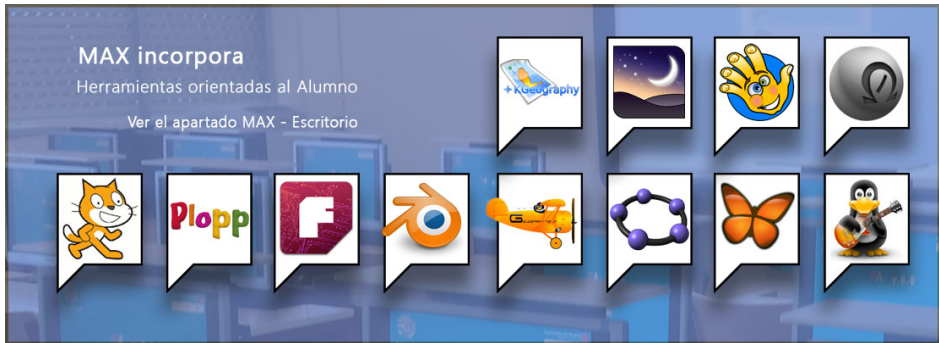 MAX incorpora
Herramientas orientadas al Alumno
Ver el apartado MAX - Escritorio
KGeography
Plopp
F